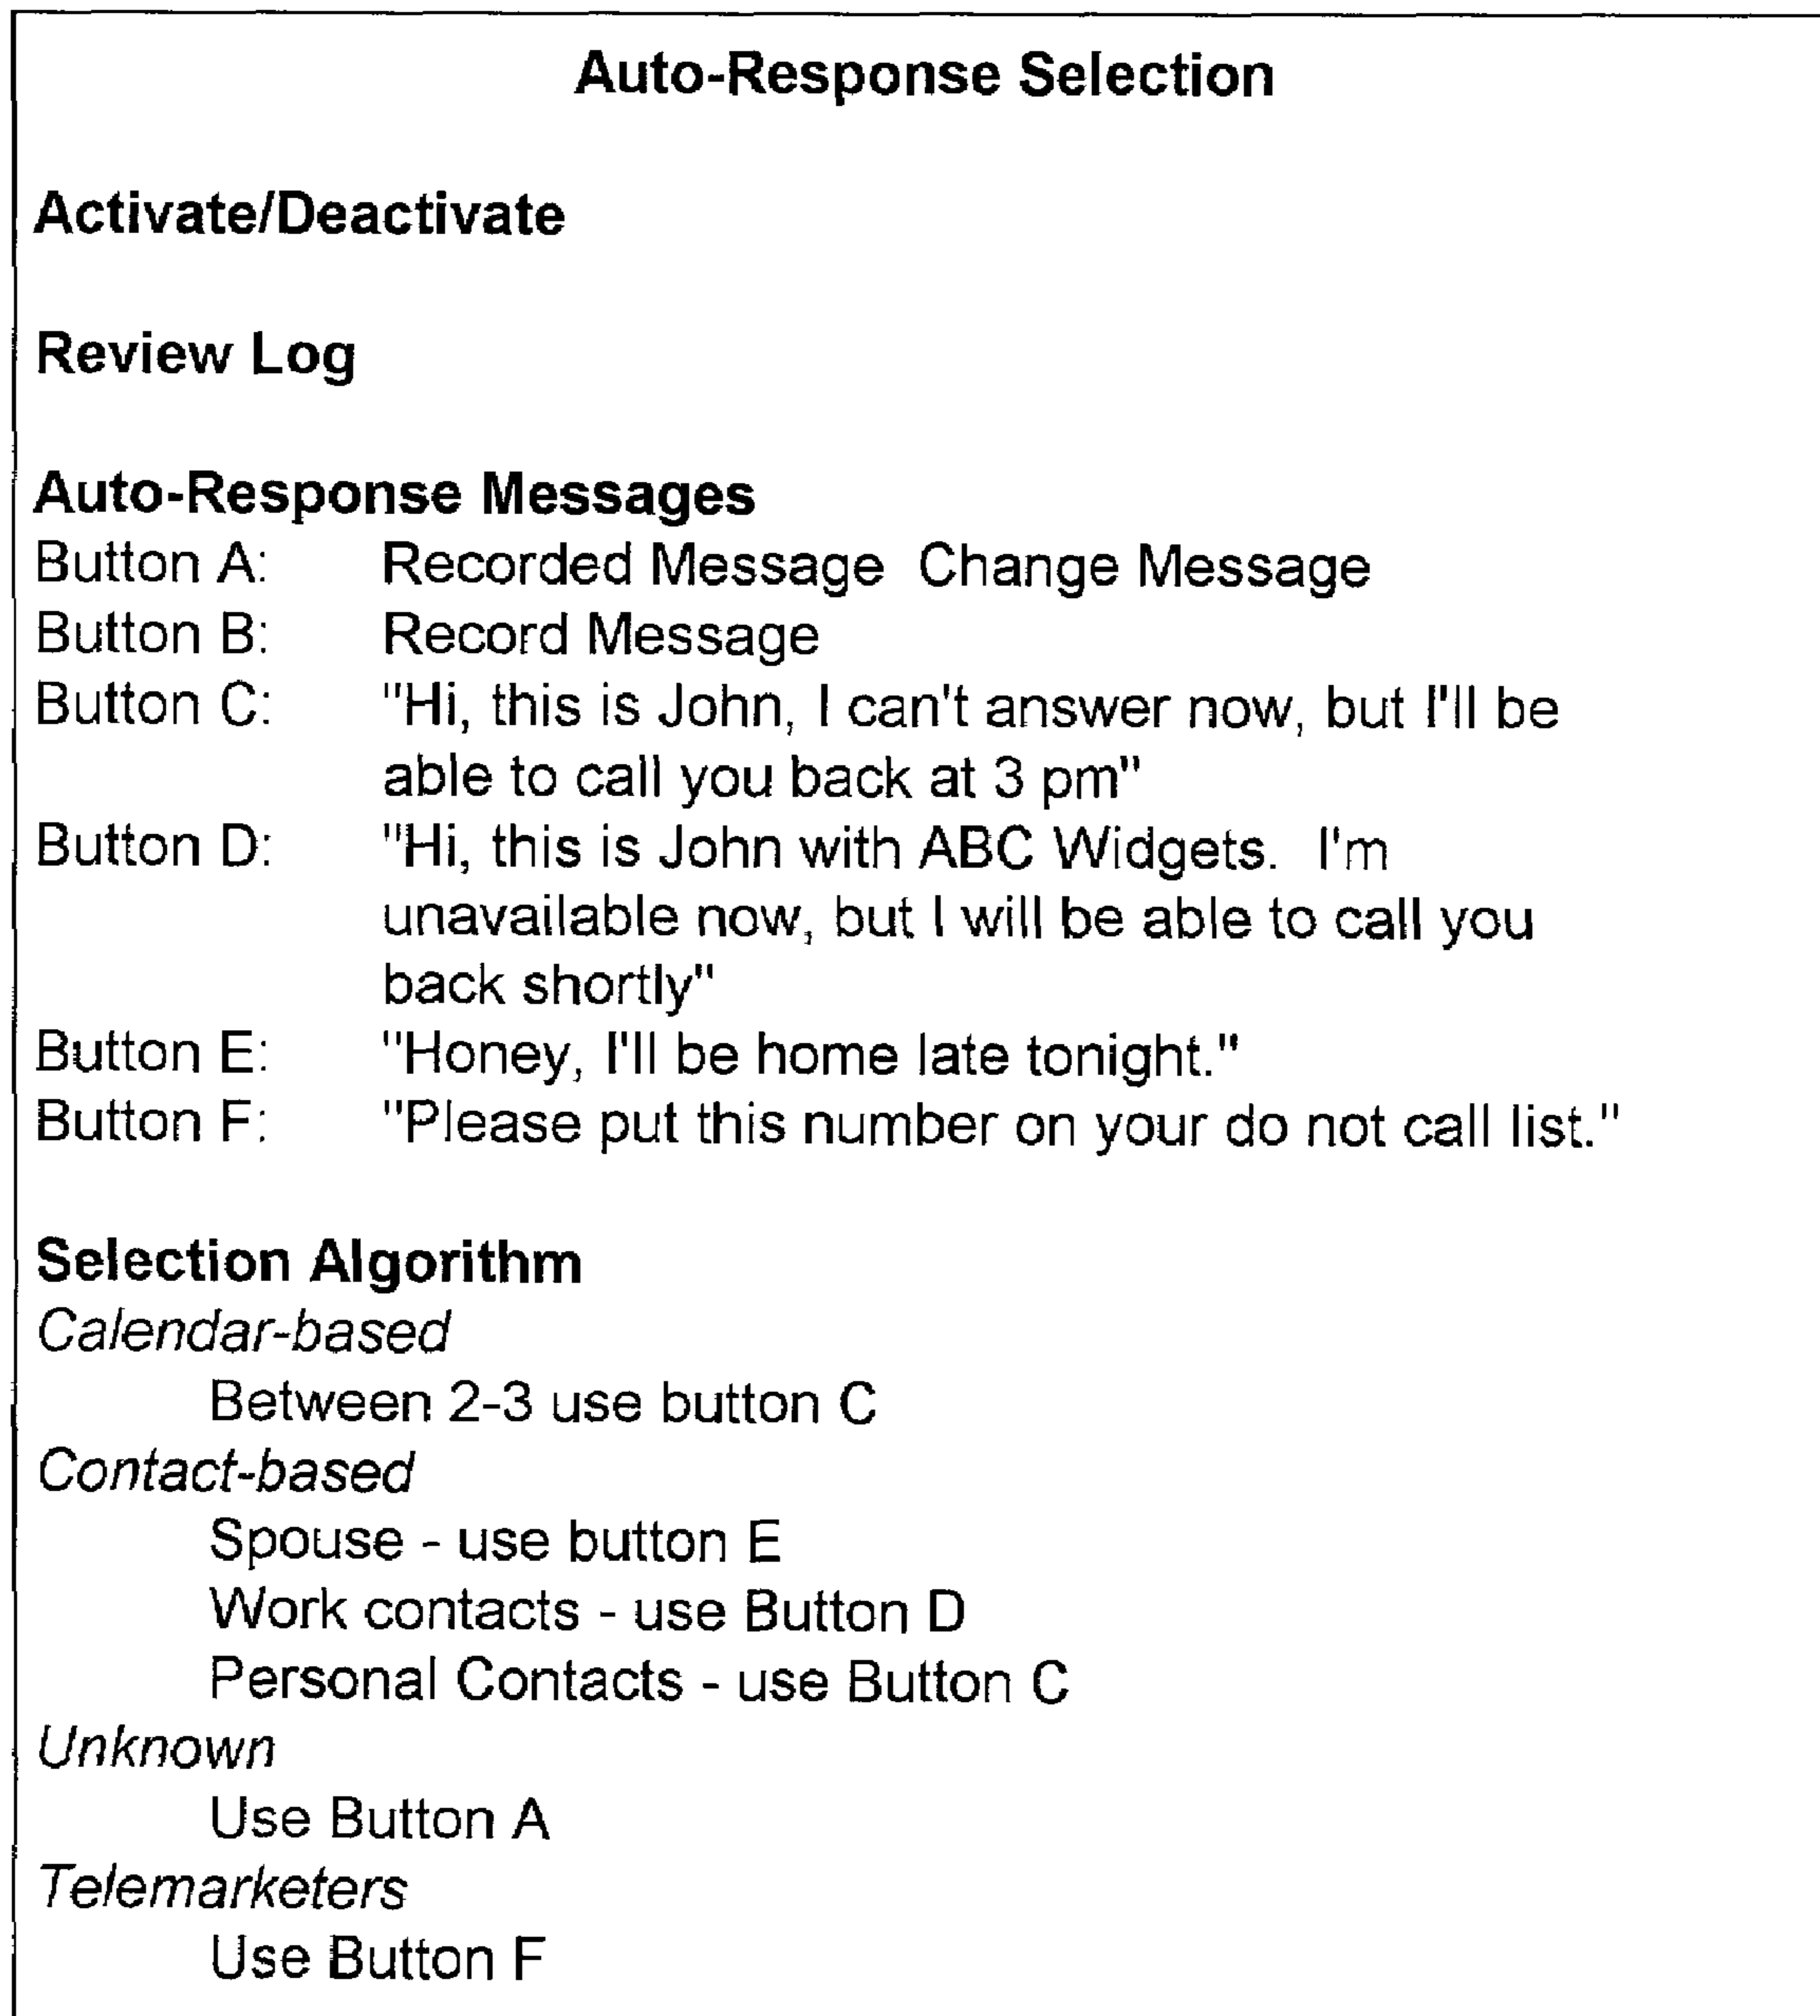 Auto-Response Selection
Activate/Deactivate
Review Log
Auto-Response Messages
Button A: Recorded Message Change Message
Button B: Record Message
Button C: "Hi, this is John, I can't answer now, but I'll be
able to call you back at 3 pm"
Button D: "Hi, this is John with ABC Widgets. I'm
unavailable now, but I will be able to call you
back shortly"
Button E: "Honey, I'll be home late tonight."
Button F: "Please put this number on your do not call list."
Selection Algorithm
Calendar-based
Between 2-3 use button C
Contact-based
Spouse - use button E
Work contacts - use Button D
Personal Contacts - use Button C
Unknown
Use Button A
Telemarketers
Use Button F